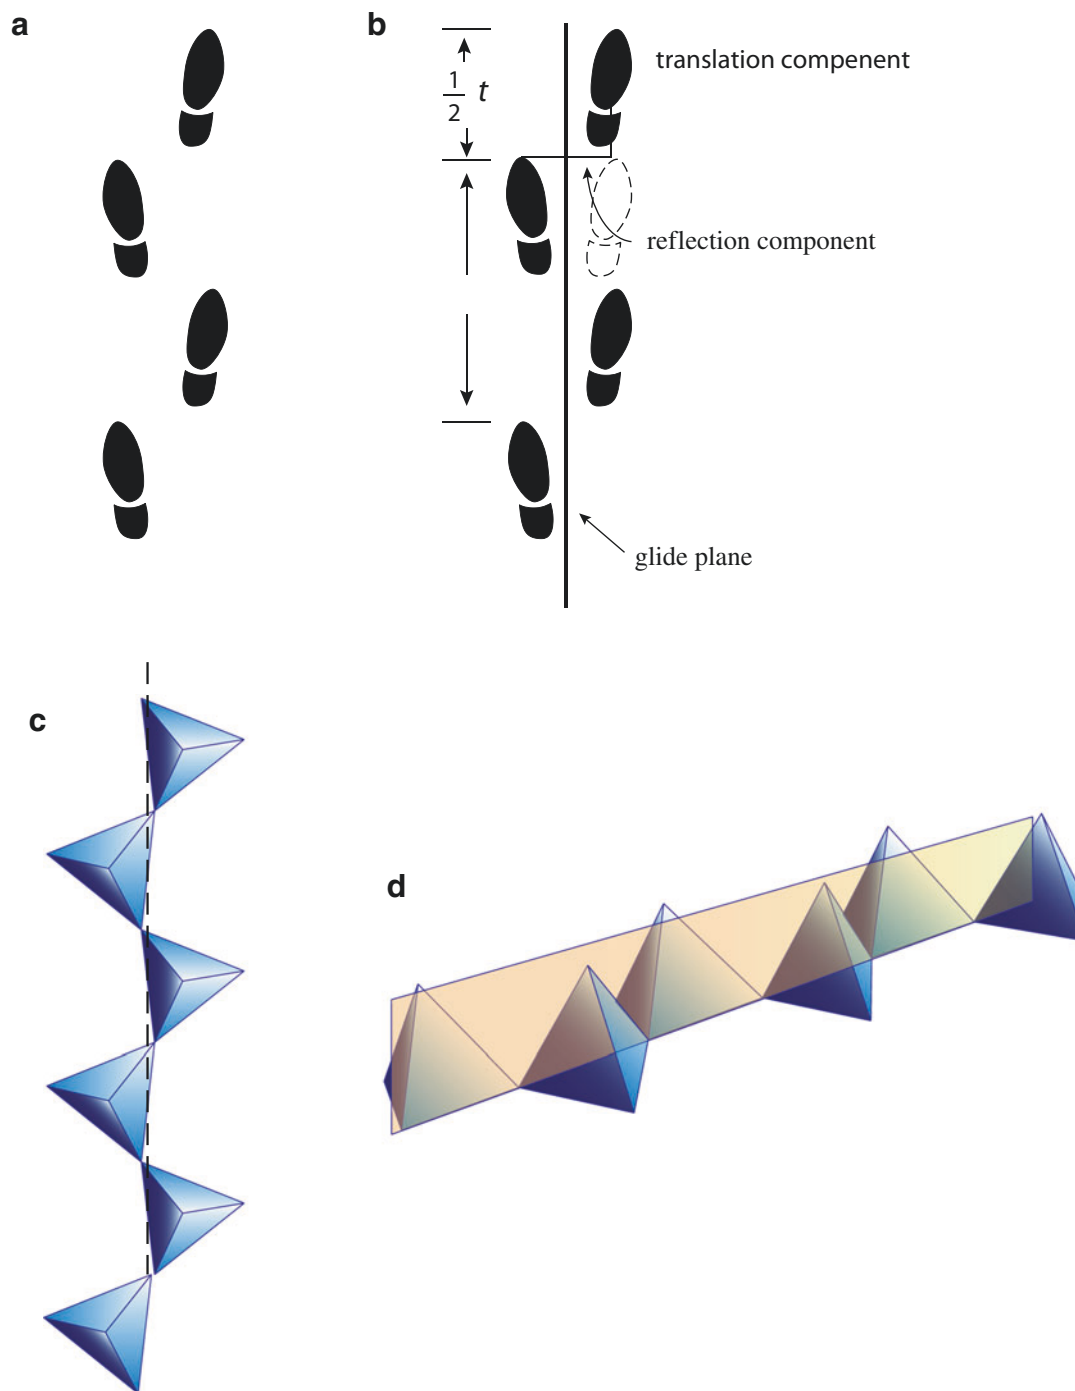 a
b
translation compenent
1
2
t
reflection component
glide plane
c
d